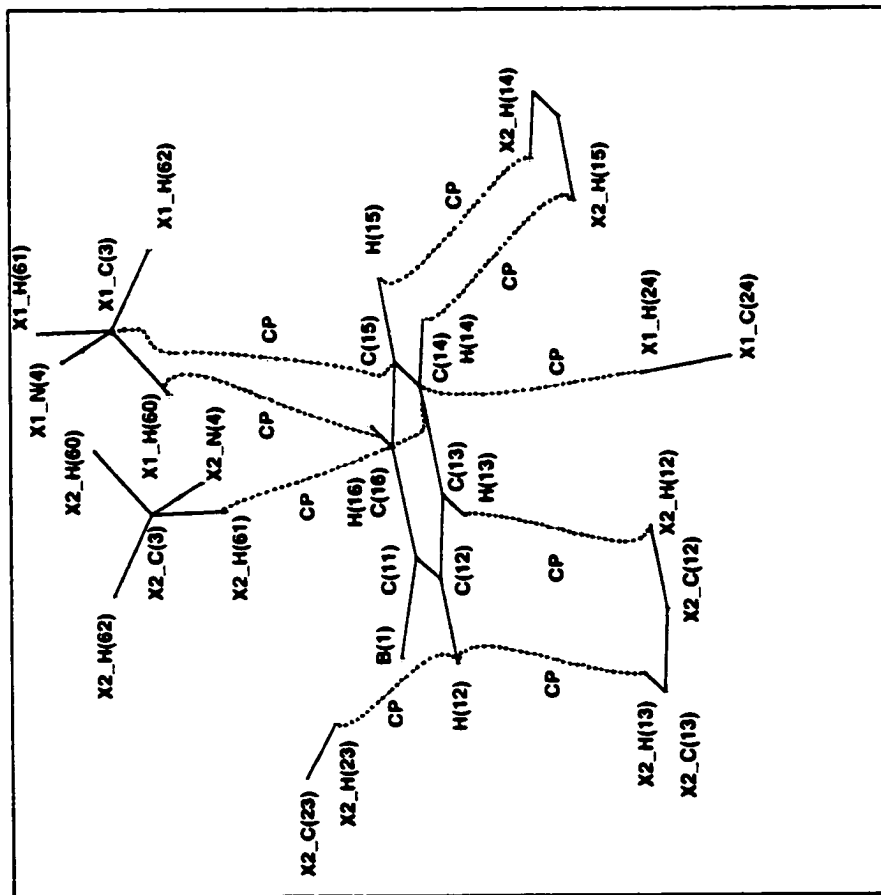 X1_H(61)
X1_N(4)
X1_C(3)
X1_H(62)
X2_H(60)
X1_H(60)
X2_N(4)
X2_C(3)
X2_H(61)
X2_H(62)
CP
CP
CP
X2_H(14)
X2_H(15)
CP
CP
H(15)
C(15)
C(14)
H(14)
H(16)
C(16)
C(13)
H(13)
C(11)
C(12)
B(1)
H(12)
CP
CP
CP
CP
X2_C(23)
X2_H(23)
X1_H(24)
X1_C(24)
X2_H(12)
X2_C(12)
X2_H(13)
X2_C(13)